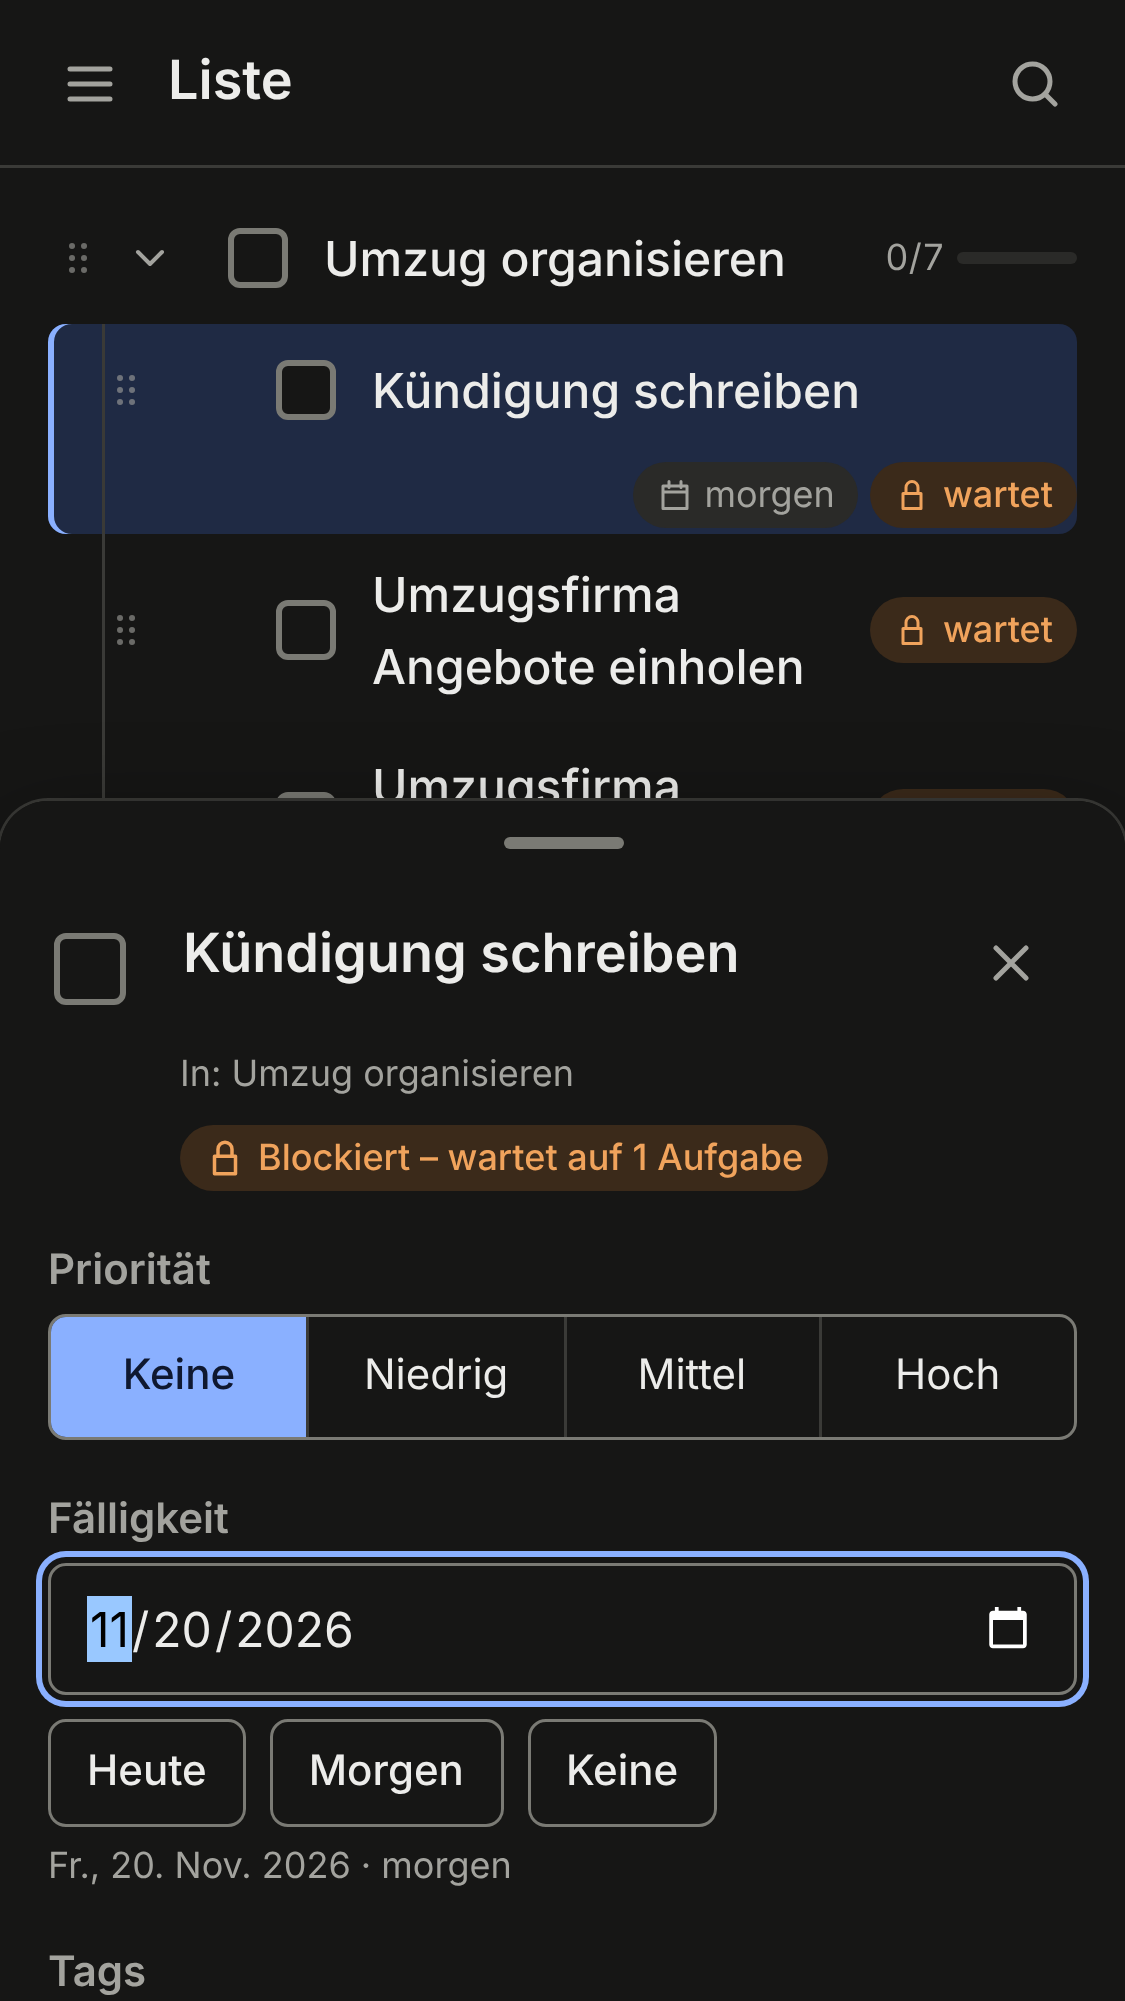 Liste
Umzug organisieren 0/7
Kündigung schreiben
morgen wartet
Umzugsfirma
Angebote einholen
wartet
Umzugsfirma
Kündigung schreiben
In: Umzug organisieren
Blockiert – wartet auf 1 Aufgabe
Priorität
Keine Niedrig Mittel Hoch
Fälligkeit
11/20/2026
Heute Morgen Keine
Fr., 20. Nov. 2026 · morgen
Tags